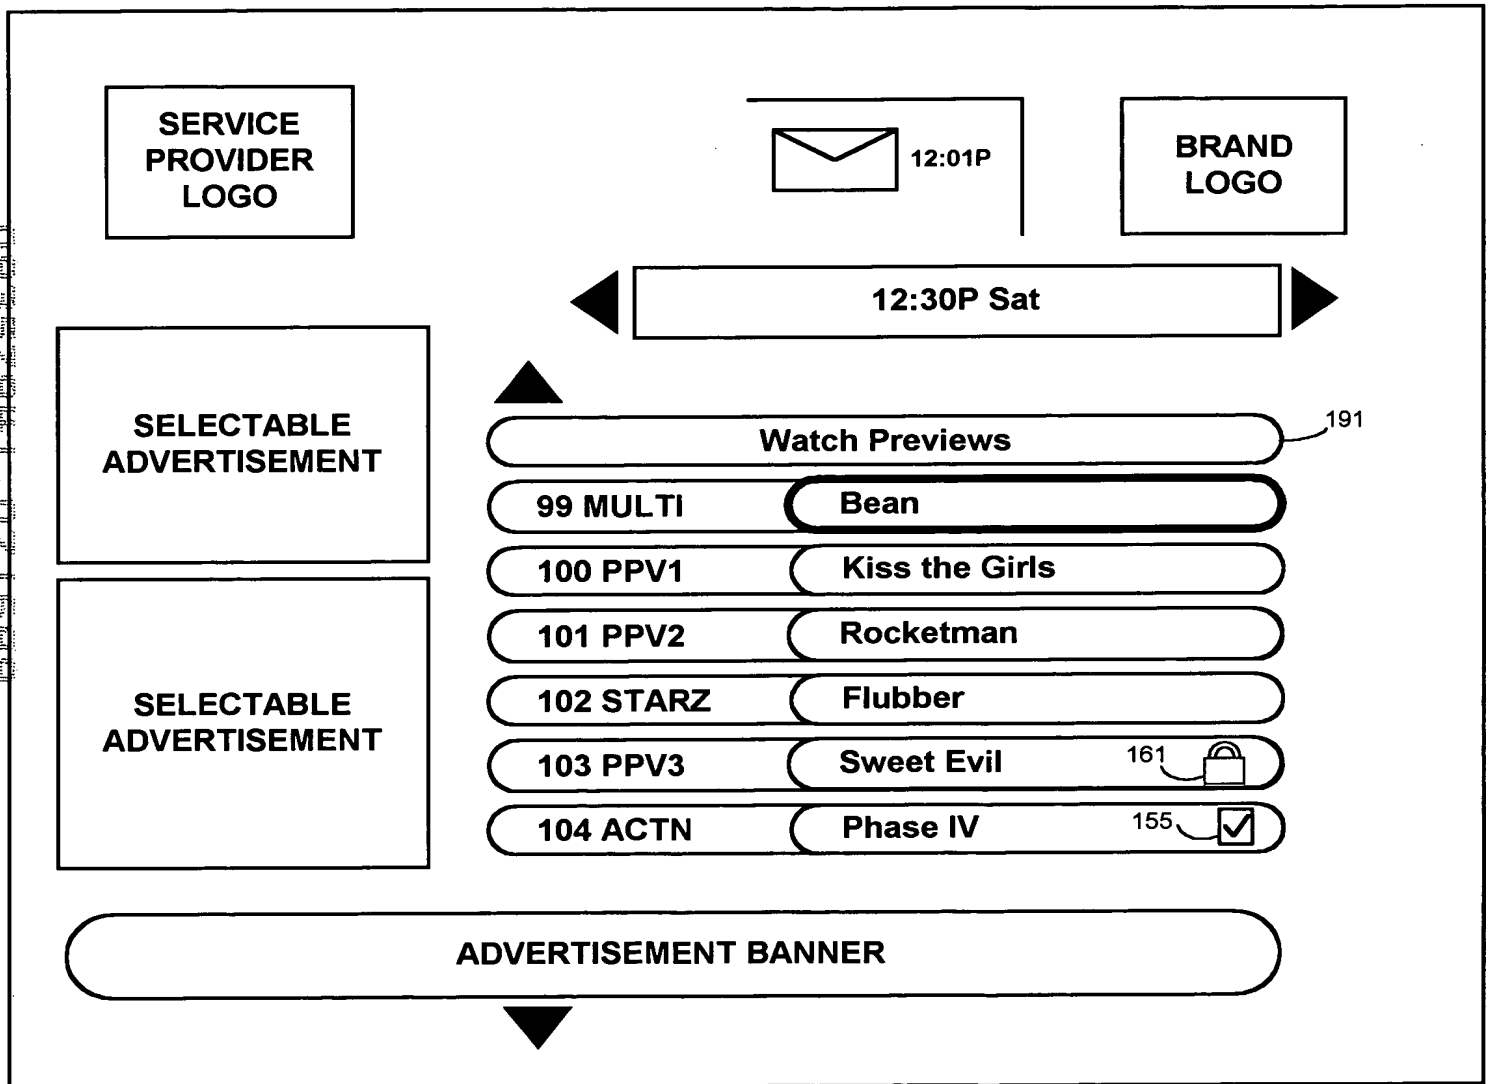 SERVICE
PROVIDER
LOGO
12:01P
BRAND
LOGO
12:30P Sat
SELECTABLE
ADVERTISEMENT
Watch Previews
191
99 MULTI Bean
100 PPV1 Kiss the Girls
101 PPV2 Rocketman
102 STARZ Flubber
SELECTABLE
ADVERTISEMENT
103 PPV3 Sweet Evil 161
104 ACTN Phase IV 155
ADVERTISEMENT BANNER